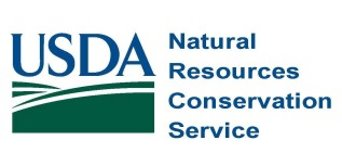 USDA
Natural
Resources
Conservation
Service